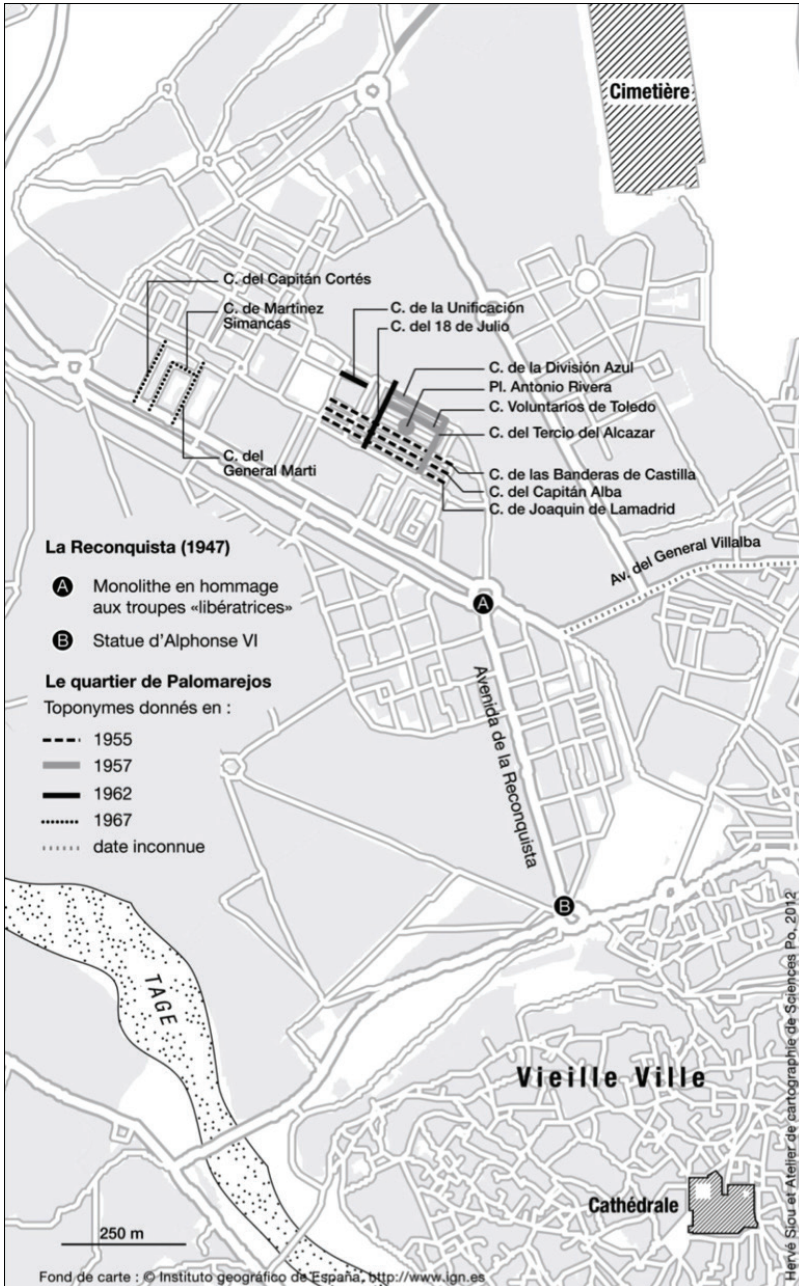 Cimetière
C. del Capitán Cortés
C. de Martinez
Simancas
C. de la Unificación
C. del 18 de Julio
C. de la División Azul
Pl. Antonio Rivera
C. Voluntarios de Toledo
C. del Tercio del Alcazar
C. del
General Marti
C. de las Banderas de Castilla
C. del Capitán Alba
C. de Joaquin de Lamadrid
La Reconquista (1947)
A Monolithe en hommage
aux troupes «libératrices»
B Statue d'Alphonse VI
Le quartier de Palomarejos
Toponymes donnés en :
1955
1957
1962
1967
date inconnue
Av. del General Villalba
A
Avenida de la Reconquista
B
TAGE
Vieille Ville
Cathédrale
250 m
Fond de carte : © Instituto geográfico de España, http://www.ign.es
Hervé Siou et Atelier de cartographie de Sciences Po, 2012